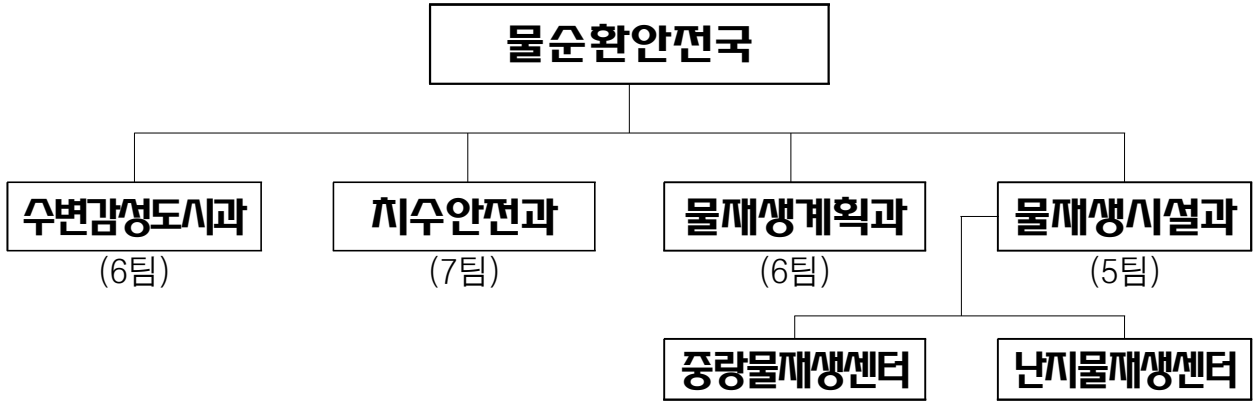 물순환안전국
수변감성도시과
치수안전과
물재생계획과
물재생시설과
(6팀)
(7팀)
(6팀)
(5팀)
중랑물재생센터
난지물재생센터